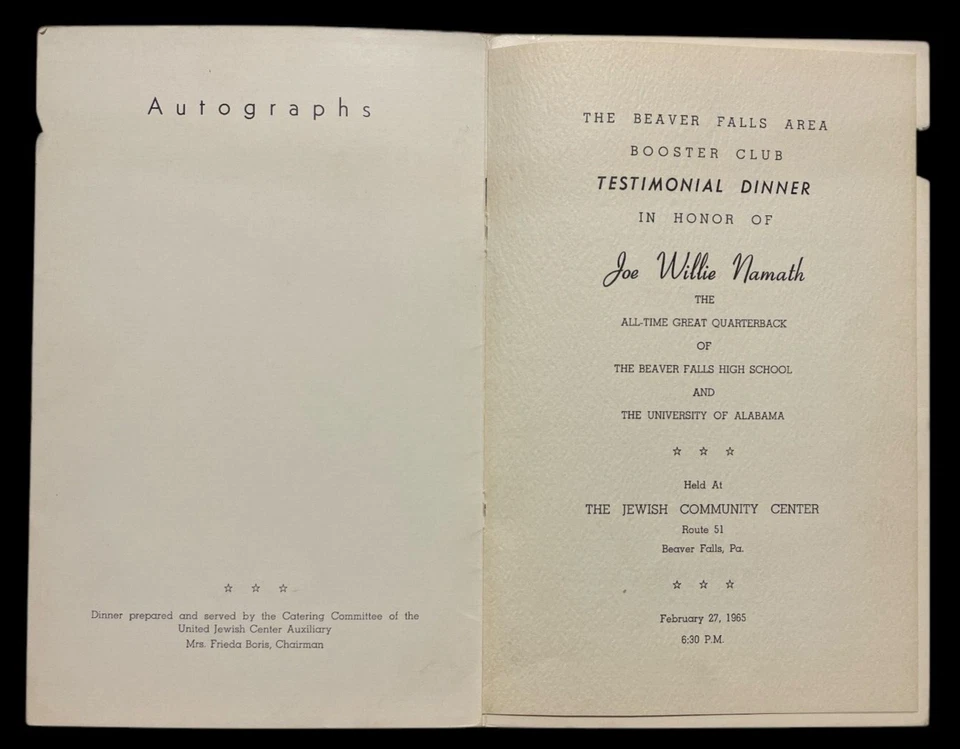 Autographs
☆ ☆ ☆
Dinner prepared and served by the Catering Committee of the
United Jewish Center Auxiliary
Mrs. Frieda Boris, Chairman
THE BEAVER FALLS AREA
BOOSTER CLUB
TESTIMONIAL DINNER
IN HONOR OF
Joe Willie Namath
THE
ALL-TIME GREAT QUARTERBACK
OF
THE BEAVER FALLS HIGH SCHOOL
AND
THE UNIVERSITY OF ALABAMA
☆ ☆ ☆
Held At
THE JEWISH COMMUNITY CENTER
Route 51
Beaver Falls, Pa.
☆ ☆ ☆
February 27, 1965
6:30 P.M.